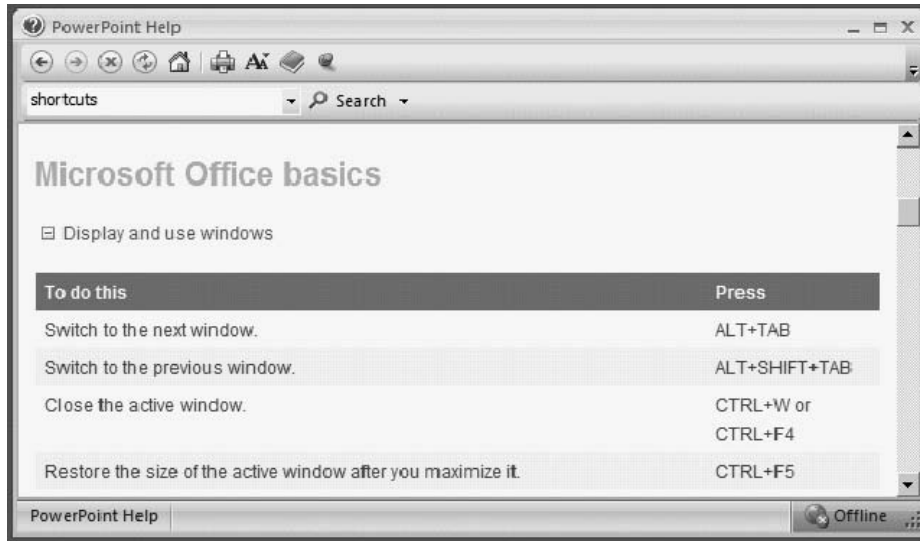 PowerPoint Help
shortcuts
Search
Microsoft Office basics
Display and use windows
To do this Press
Switch to the next window. ALT+TAB
Switch to the previous window. ALT+SHIFT+TAB
Close the active window. CTRL+W or
CTRL+F4
Restore the size of the active window after you maximize it. CTRL+F5
PowerPoint Help Offline